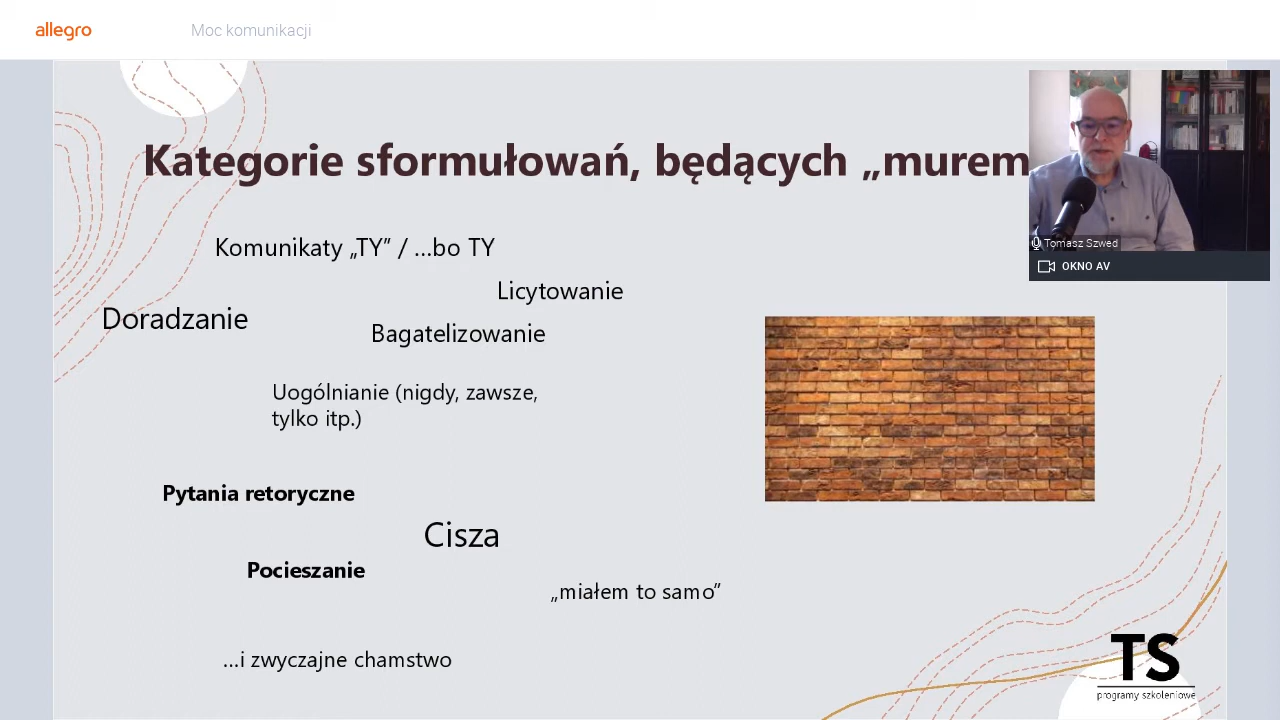 allegro
Moc komunikacji
Kategorie sformułowań, będących „murem
Komunikaty „TY” / ...bo TY
Licytowanie
Doradzanie
Bagatelizowanie
Uogólnianie (nigdy, zawsze,
tylko itp.)
Pytania retoryczne
Cisza
Pocieszanie
„miałem to samo”
...i zwyczajne chamstwo
Tomasz Szwed
OKNO AV
TS
programy szkoleniowe